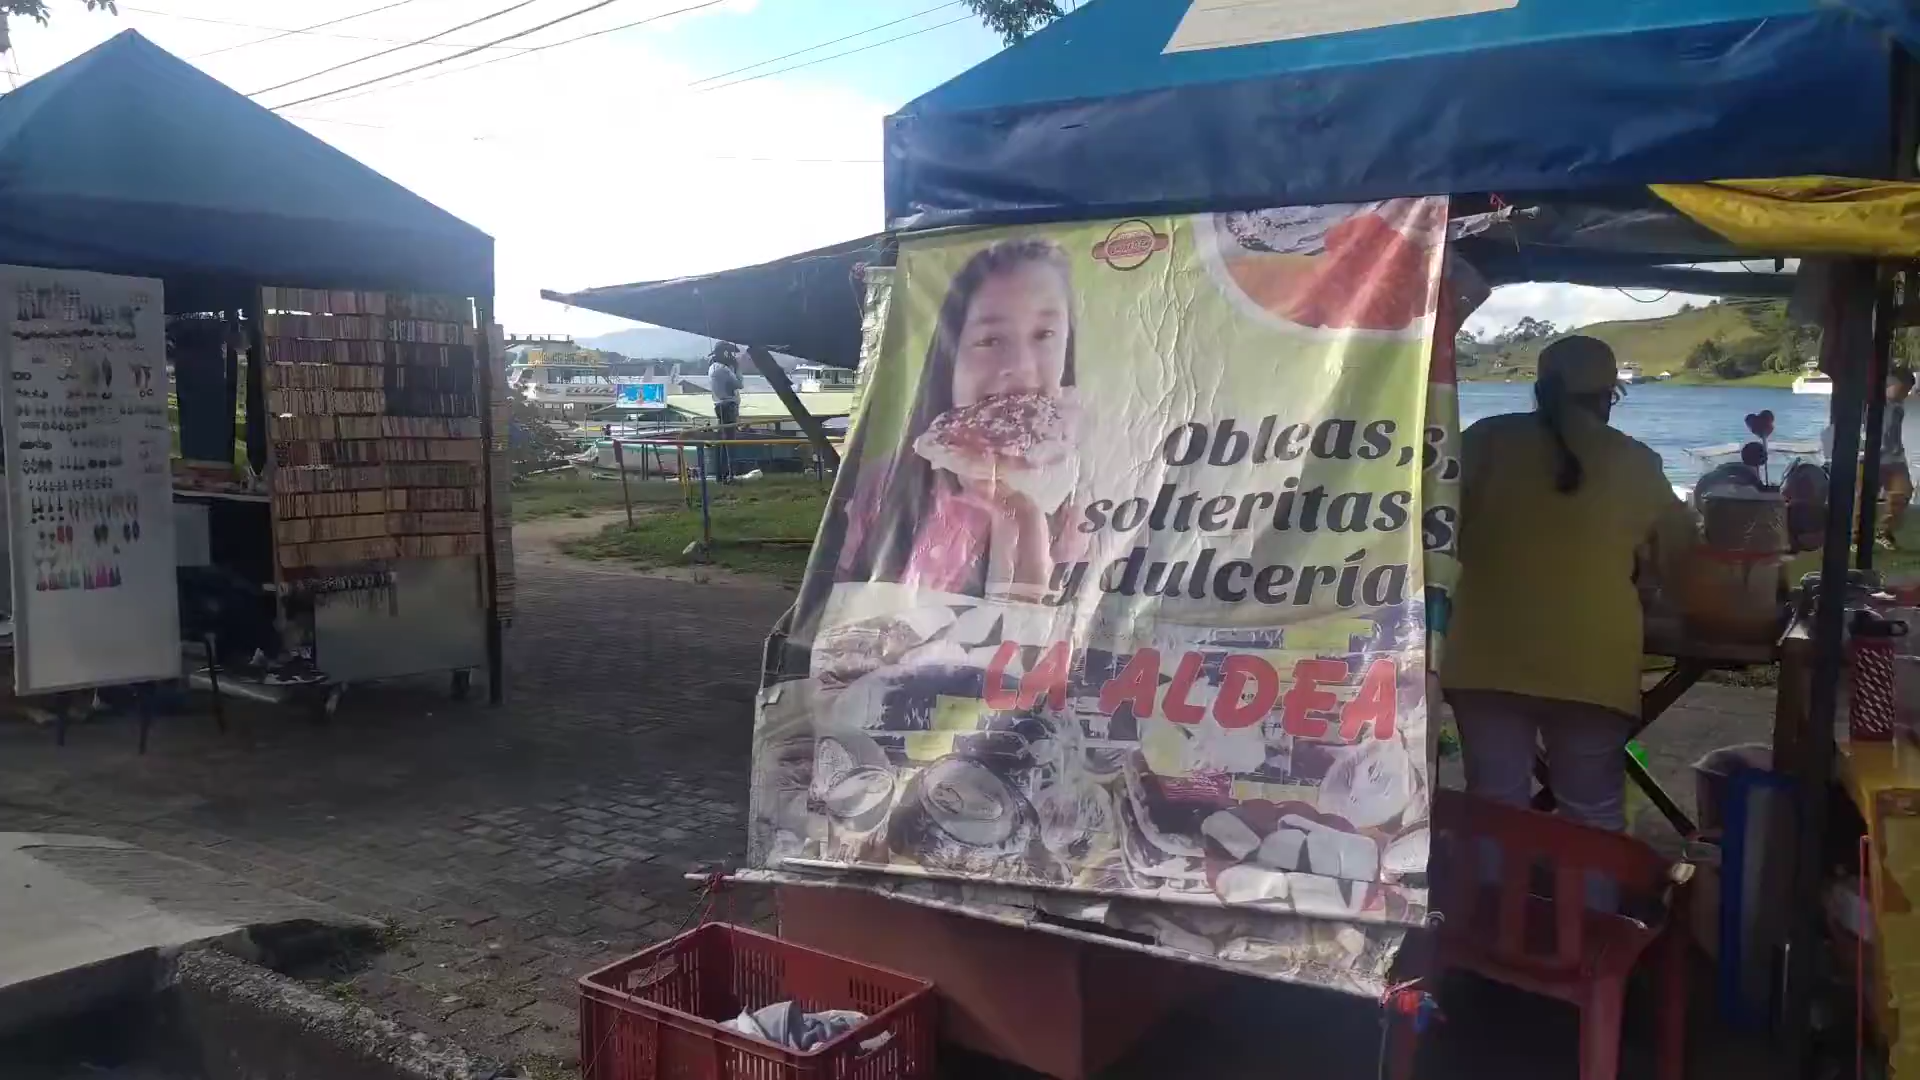 Obleas,s,
solteritas s
y dulcería
LA ALDEA